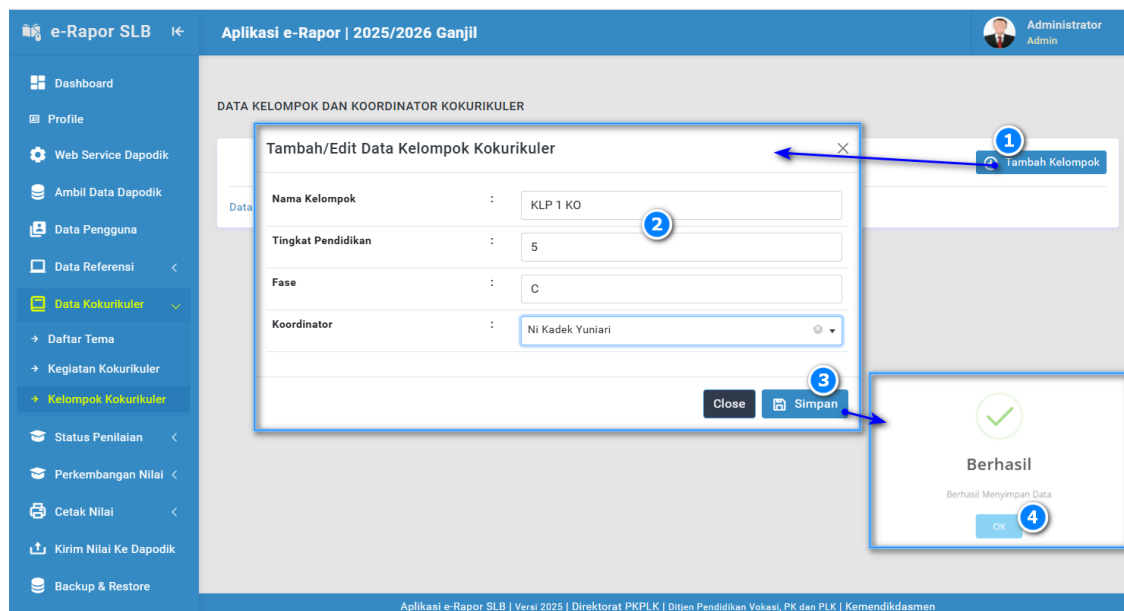 e-Rapor SLB
Aplikasi e-Rapor | 2025/2026 Ganjil
Administrator
Admin
Dashboard
Profile
Web Service Dapodik
Ambil Data Dapodik
Data Pengguna
Data Referensi
Data Kokurikuler
Daftar Tema
Kegiatan Kokurikuler
Kelompok Kokurikuler
Status Penilaian
Perkembangan Nilai
Cetak Nilai
Kirim Nilai Ke Dapodik
Backup & Restore
DATA KELOMPOK DAN KOORDINATOR KOKURIKULER
1
Tambah Kelompok
Data
Tambah/Edit Data Kelompok Kokurikuler
Nama Kelompok : KLP 1 KO
2
Tingkat Pendidikan : 5
Fase : C
Koordinator : Ni Kadek Yuniari
3
Close Simpan
Berhasil
Berhasil Menyimpan Data
OK 4
Aplikasi e-Rapor SLB | Versi 2025 | Direktorat PKPLK | Ditjen Pendidikan Vokasi, PK dan PLK | Kemendikdasmen